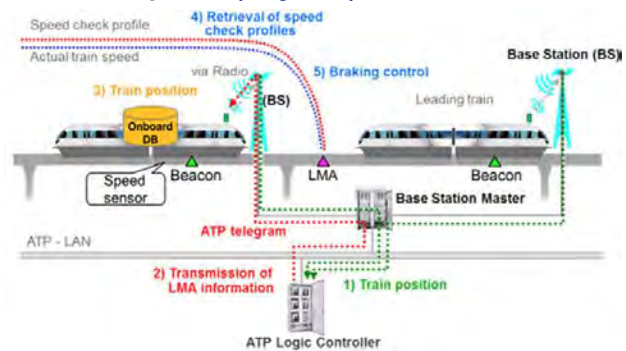 Speed check profile
4) Retrieval of speed
check profiles
Actual train speed
via Radio
5) Braking control
Base Station (BS)
3) Train position
(BS)
Leading train
Onboard
DB
Beacon
LMA
Beacon
Speed
sensor
Base Station Master
ATP telegram
ATP - LAN
2) Transmission of
LMA information
1) Train position
ATP Logic Controller